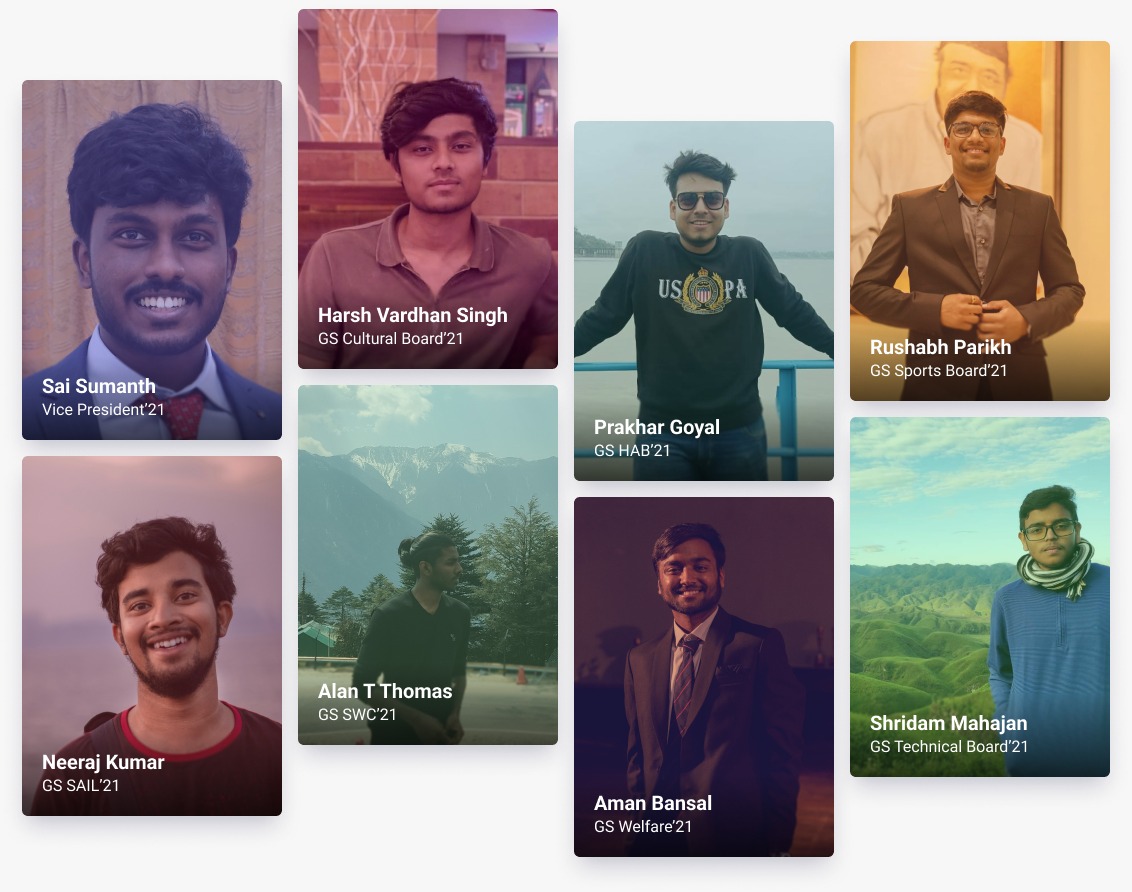 Sai Sumanth
Vice President’21
Neeraj Kumar
GS SAIL’21
Harsh Vardhan Singh
GS Cultural Board’21
Alan T Thomas
GS SWC’21
US PA
Prakhar Goyal
GS HAB’21
Aman Bansal
GS Welfare’21
Rushabh Parikh
GS Sports Board’21
Shridam Mahajan
GS Technical Board’21